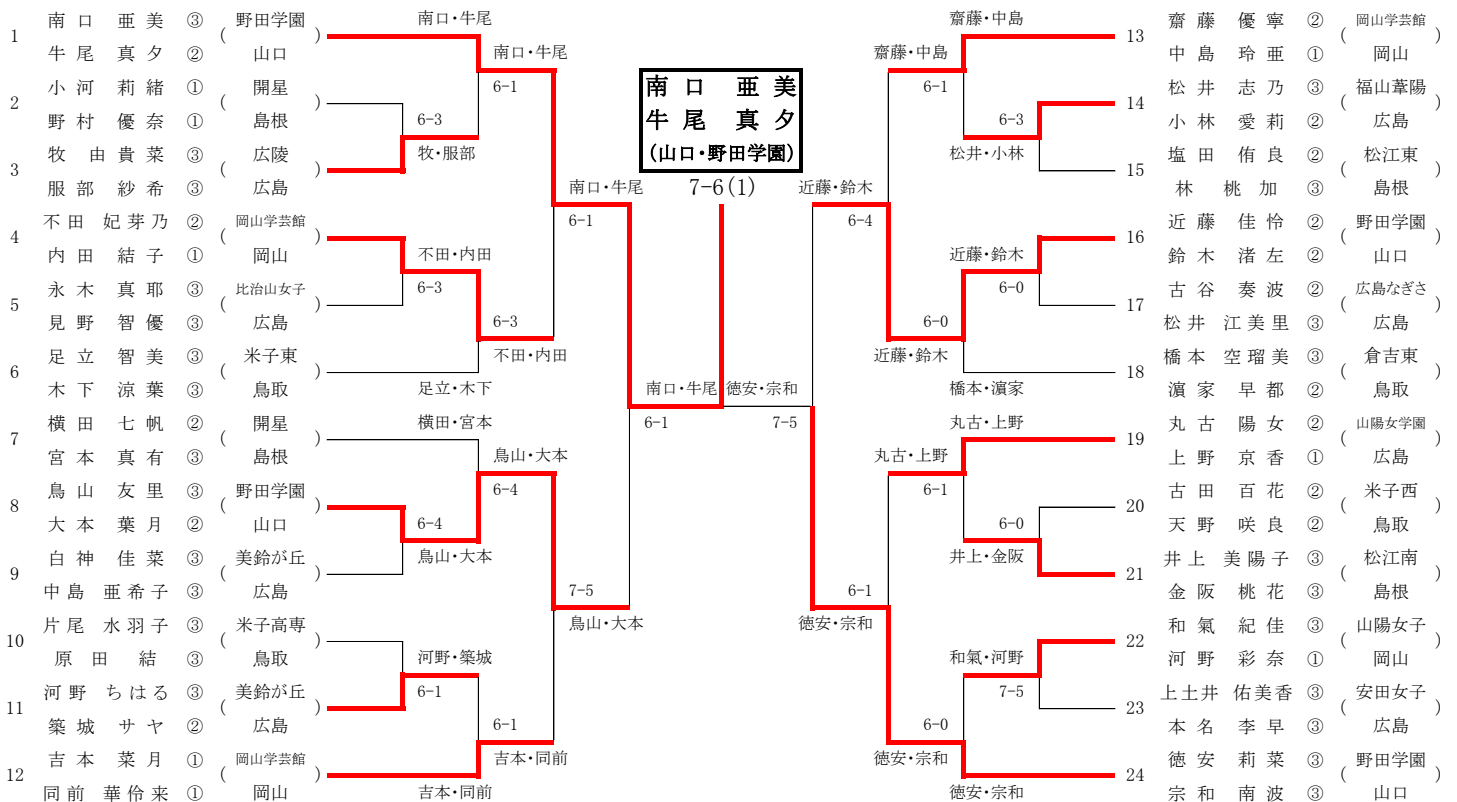 1 南口 亜美 ③ ( 野田学園 )
牛尾 真夕 ② 山口
2 小河 莉緒 ① ( 開星 )
野村 優奈 ① 島根
3 牧 由貴菜 ③ ( 広陵 )
服部 紗希 ③ 広島
4 不田 妃芽乃 ② ( 岡山学芸館 )
内田 結子 ① 岡山
5 永木 真耶 ③ ( 比治山女子 )
見野 智優 ③ 広島
6 足立 智美 ③ ( 米子東 )
木下 涼葉 ③ 鳥取
7 横田 七帆 ② ( 開星 )
宮本 真有 ③ 島根
8 鳥山 友里 ③ ( 野田学園 )
大本 葉月 ② 山口
9 白神 佳菜 ③ ( 美鈴が丘 )
中島 亜希子 ③ 広島
10 片尾 水羽子 ③ ( 米子高専 )
原田 結 ③ 鳥取
11 河野 ちはる ③ ( 美鈴が丘 )
築城 サヤ ② 広島
12 吉本 菜月 ① ( 岡山学芸館 )
同前 華伶来 ① 岡山
南口・牛尾
南口・牛尾
6-1
6-3
牧・服部
南口・牛尾
6-1
不田・内田
6-3
6-3
不田・内田
足立・木下
南口・牛尾
6-1
横田・宮本
鳥山・大本
6-4
6-4
鳥山・大本
7-5
鳥山・大本
河野・築城
6-1
6-1
吉本・同前
吉本・同前
南口 亜美
牛尾 真夕
(山口・野田学園)
7-6(1)
齋藤・中島
齋藤・中島
6-1
6-3
松井・小林
近藤・鈴木
6-4
近藤・鈴木
6-0
6-0
近藤・鈴木
橋本・濵家
徳安・宗和
7-5
丸古・上野
丸古・上野
6-1
6-0
井上・金阪
6-1
徳安・宗和
和氣・河野
7-5
6-0
徳安・宗和
徳安・宗和
13 齋藤 優寧 ② ( 岡山学芸館 )
中島 玲亜 ① 岡山
14 松井 志乃 ③ ( 福山葦陽 )
小林 愛莉 ② 広島
15 塩田 侑良 ② ( 松江東 )
林 桃加 ③ 島根
16 近藤 佳怜 ② ( 野田学園 )
鈴木 渚左 ② 山口
17 古谷 奏波 ② ( 広島なぎさ )
松井 江美里 ③ 広島
18 橋本 空瑠美 ③ ( 倉吉東 )
濵家 早都 ② 鳥取
19 丸古 陽女 ② ( 山陽女学園 )
上野 京香 ① 広島
20 古田 百花 ② ( 米子西 )
天野 咲良 ② 鳥取
21 井上 美陽子 ③ ( 松江南 )
金阪 桃花 ③ 島根
22 和氣 紀佳 ③ ( 山陽女子 )
河野 彩奈 ① 岡山
23 上土井 佑美香 ③ ( 安田女子 )
本名 李早 ③ 広島
24 徳安 莉菜 ③ ( 野田学園 )
宗和 南波 ③ 山口